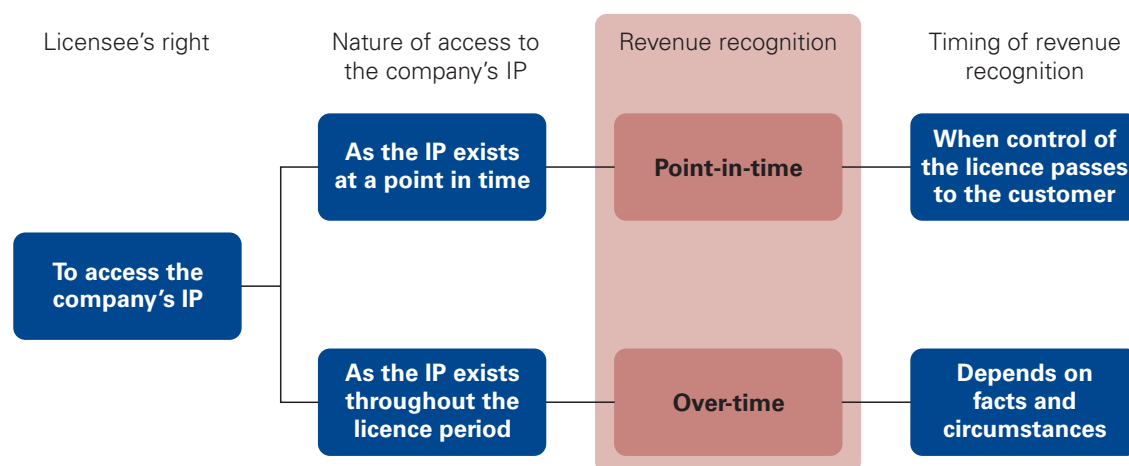 Licensee’s right
Nature of access to
the company’s IP
Revenue recognition
Timing of revenue
recognition
As the IP exists
at a point in time
Point-in-time
When control of
the licence passes
to the customer
To access the
company’s IP
As the IP exists
throughout the
licence period
Over-time
Depends on
facts and
circumstances